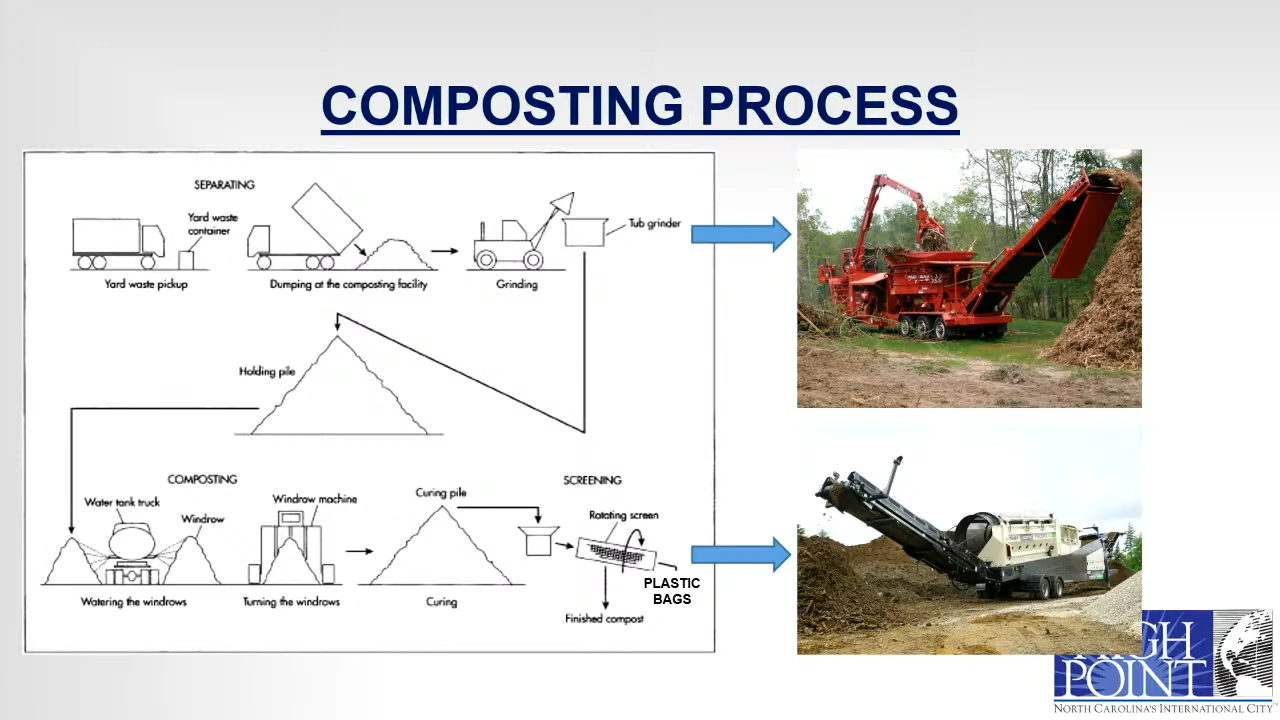 COMPOSTING PROCESS
SEPARATING
Yard waste
container
Tub grinder
Yard waste pickup
Dumping at the composting facility
Grinding
Holding pile
COMPOSTING
SCREENING
Water tank truck
Windrow
Windrow machine
Curing pile
Rotating screen
PLASTIC
BAGS
Watering the windrows
Turning the windrows
Curing
Finished compost
HIGH
POINT
NORTH CAROLINA'S INTERNATIONAL CITY